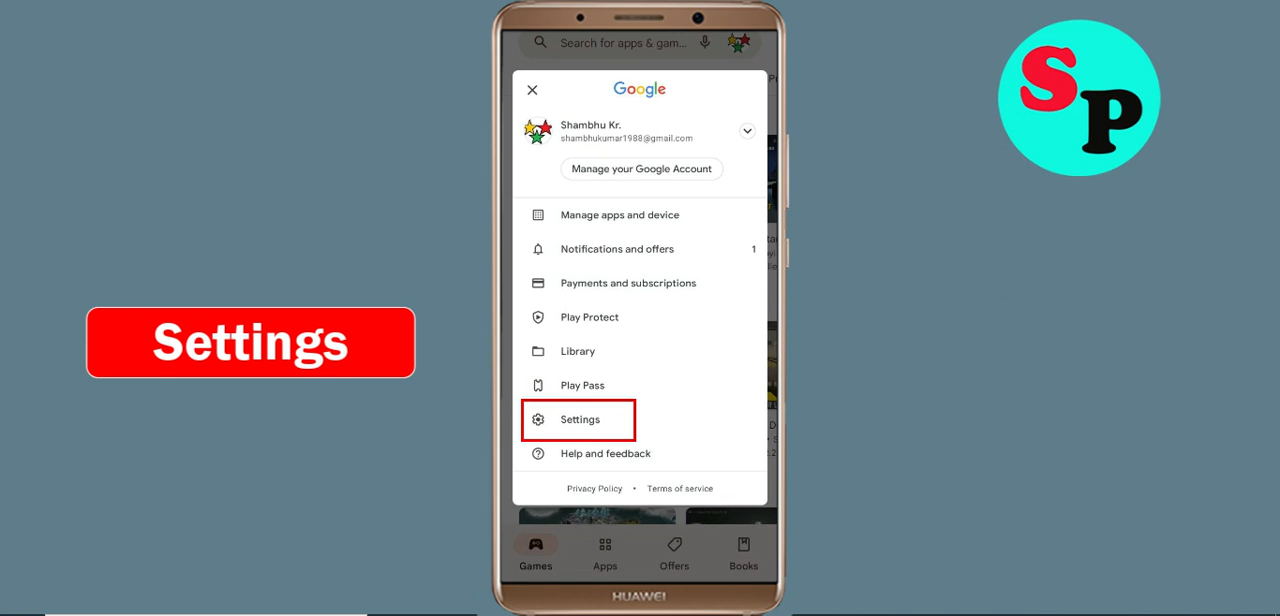 Search for apps & gam...
Google
Shambhu Kr.
shambhukumar1988@gmail.com
Manage your Google Account
Manage apps and device
Notifications and offers 1
Payments and subscriptions
Play Protect
Library
Play Pass
Settings
Help and feedback
Privacy Policy • Terms of service
Games Apps Offers Books
HUAWEI
Settings
SP